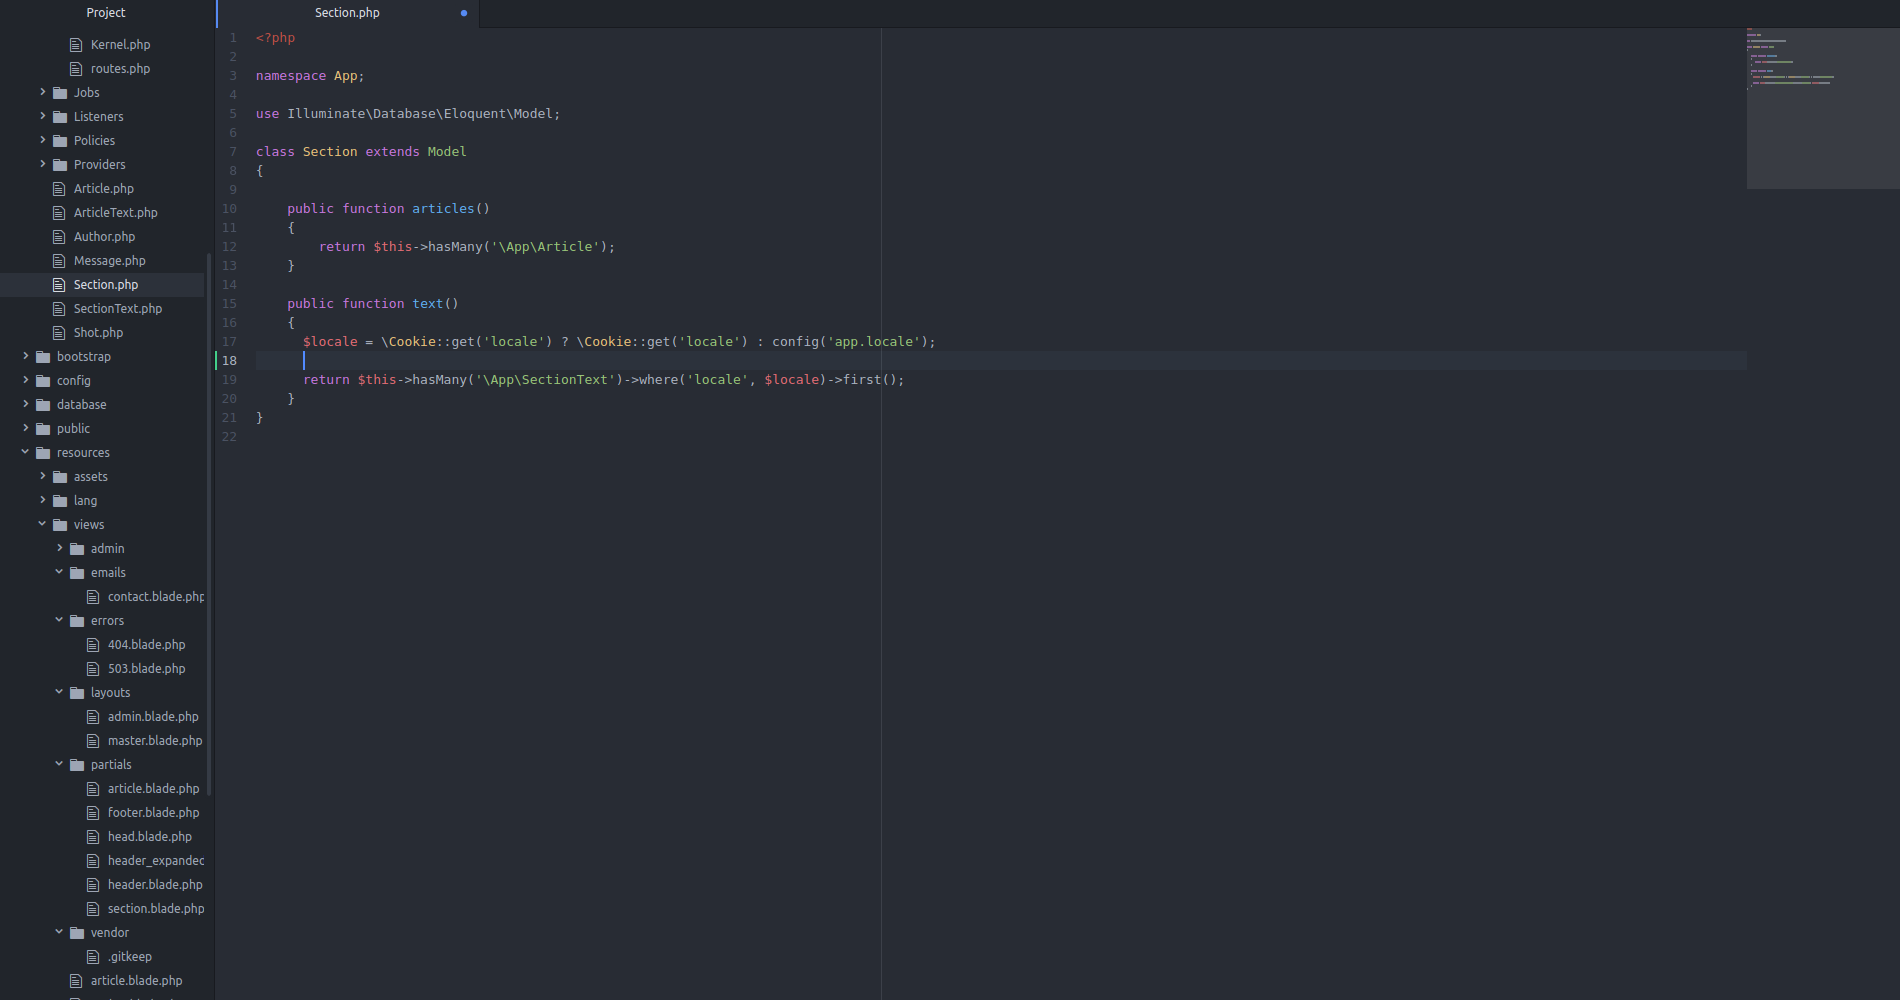 Project
Kernel.php
routes.php
Jobs
Listeners
Policies
Providers
Article.php
ArticleText.php
Author.php
Message.php
Section.php
SectionText.php
Shot.php
bootstrap
config
database
public
resources
assets
lang
views
admin
emails
contact.blade.php
errors
404.blade.php
503.blade.php
layouts
admin.blade.php
master.blade.php
partials
article.blade.php
footer.blade.php
head.blade.php
header_expanded
header.blade.php
section.blade.php
vendor
.gitkeep
article.blade.php
Section.php
1 <?php
2
3 namespace App;
4
5 use Illuminate\Database\Eloquent\Model;
6
7 class Section extends Model
8 {
9
10     public function articles()
11     {
12         return $this->hasMany('\App\Article');
13     }
14
15     public function text()
16     {
17       $locale = \Cookie::get('locale') ? \Cookie::get('locale') : config('app.locale');
18
19       return $this->hasMany('\App\SectionText')->where('locale', $locale)->first();
20     }
21 }
22